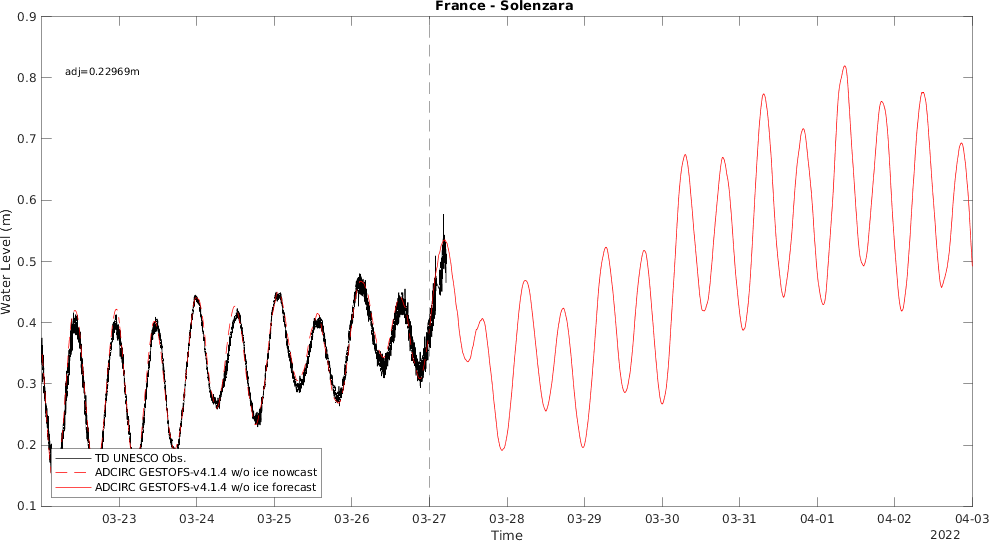 France - Solenzara
0.9
0.8
0.7
0.6
0.5
0.4
0.3
0.2
0.1
Water Level (m)
adj=0.22969m
TD UNESCO Obs.
ADCIRC GESTOFS-v4.1.4 w/o ice nowcast
ADCIRC GESTOFS-v4.1.4 w/o ice forecast
03-23 03-24 03-25 03-26 03-27 03-28 03-29 03-30 03-31 04-01 04-02 04-03
Time
2022